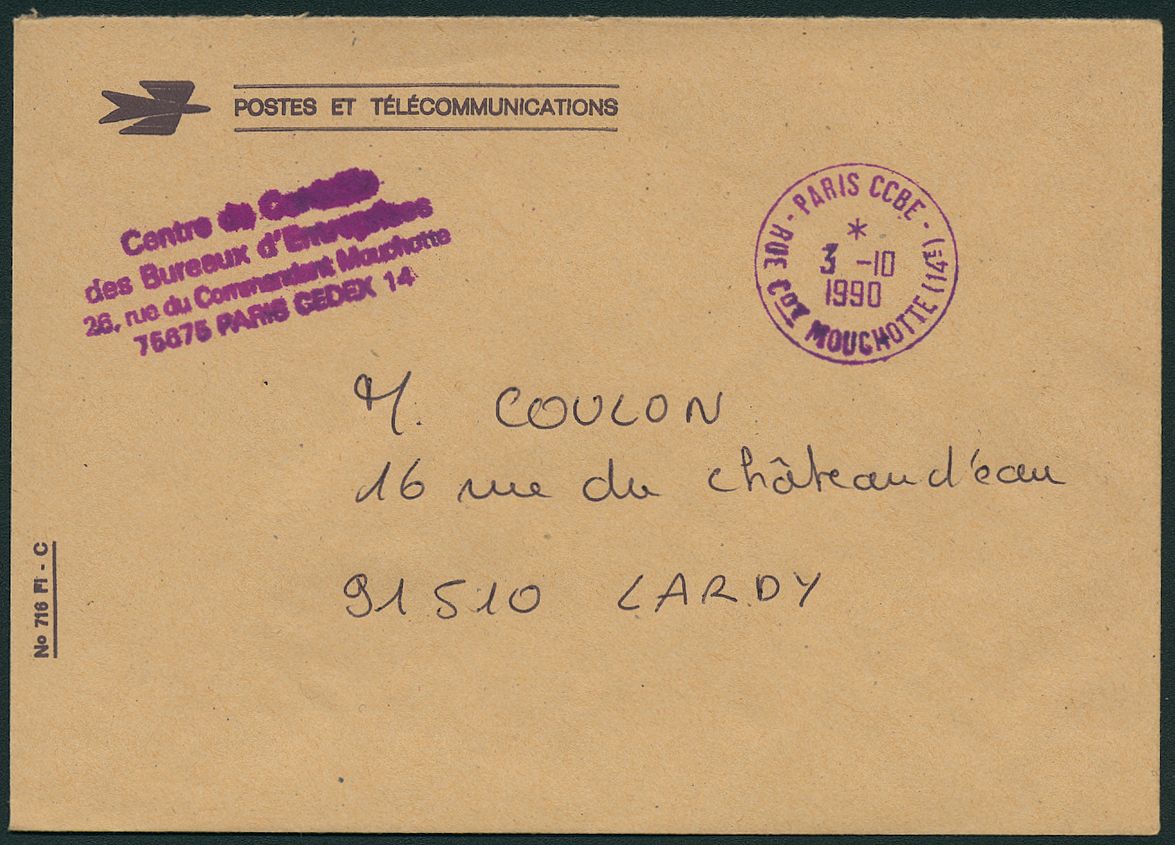 POSTES ET TÉLÉCOMMUNICATIONS
Centre de
des Bureaux d'Entreprises
26, rue du Commandant Mouchotte
75675 PARIS CEDEX 14
- PARIS CCBE -
*
3 -10
1990
RUE CDT MOUCHOTTE (14E)
M. COULON
16 rue du château d'eau
91510 LARDY
No 716 FI - C